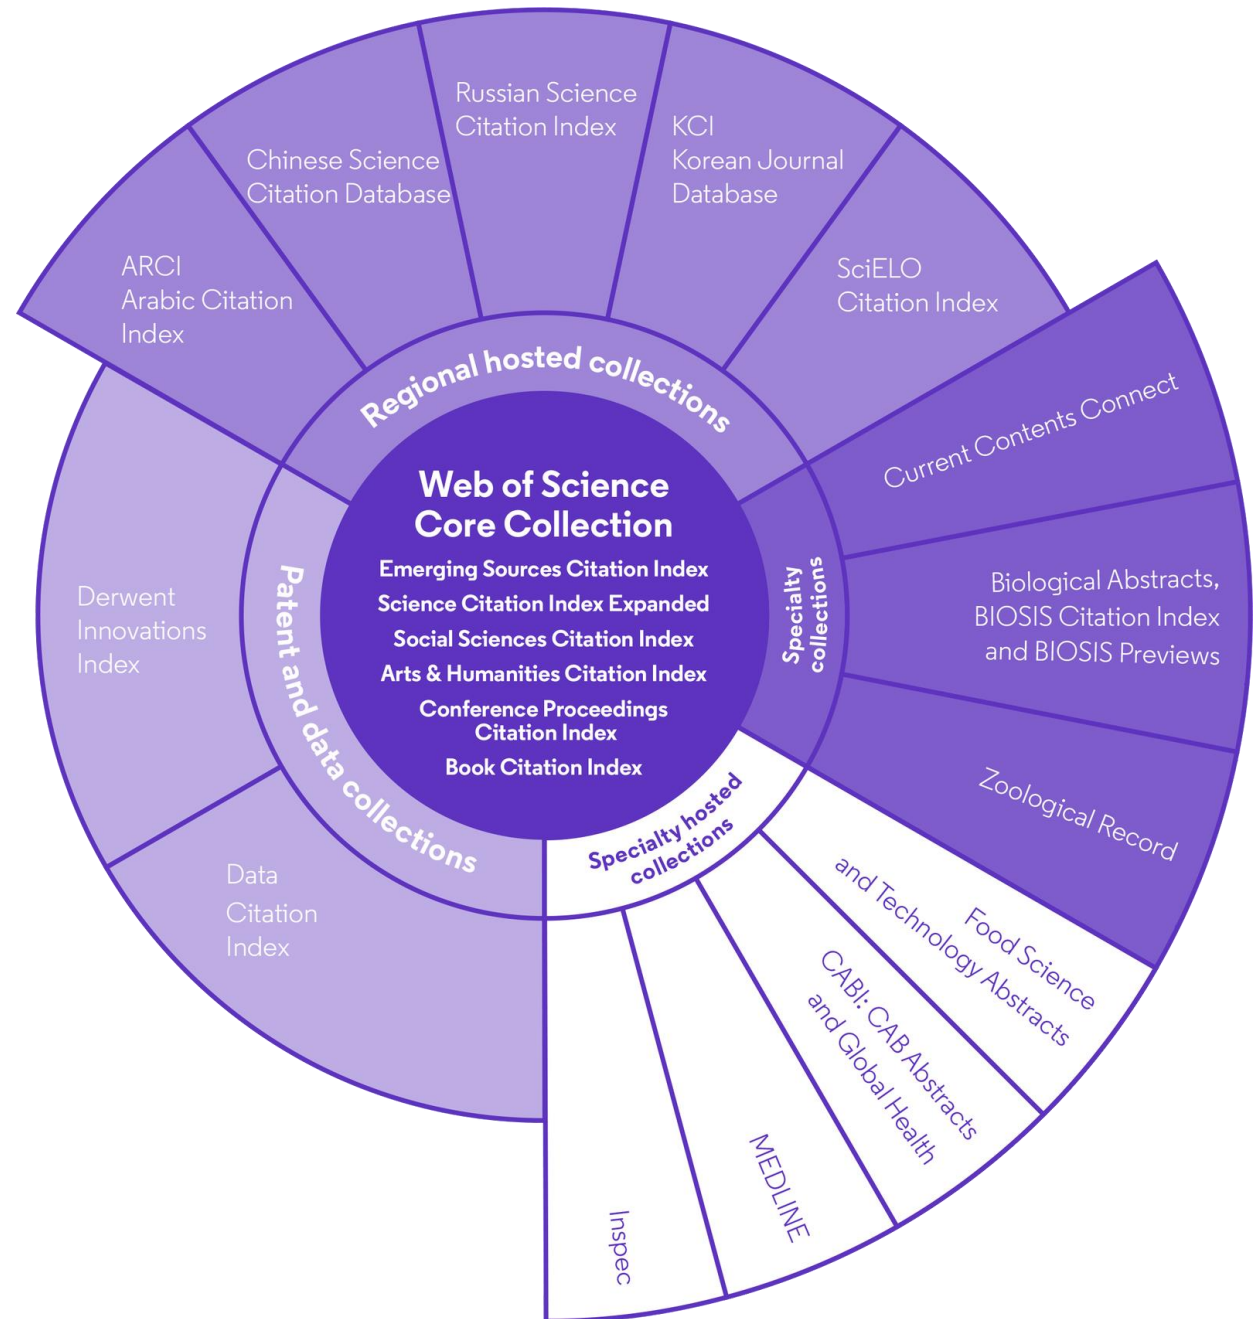 Russian Science
Citation Index
KCI
Korean Journal
Database
Chinese Science
Citation Database
SciELO
Citation Index
ARCI
Arabic Citation
Index
Regional hosted collections
Current Contents Connect
Biological Abstracts,
BIOSIS Citation Index
and BIOSIS Previews
Zoological Record
Specialty
collections
Web of Science
Core Collection
Emerging Sources Citation Index
Science Citation Index Expanded
Social Sciences Citation Index
Arts & Humanities Citation Index
Conference Proceedings
Citation Index
Book Citation Index
Patent and data collections
Derwent
Innovations
Index
Data
Citation
Index
Specialty hosted
collections
Food Science
and Technology Abstracts
CABI: CAB Abstracts
and Global Health
MEDLINE
Inspec